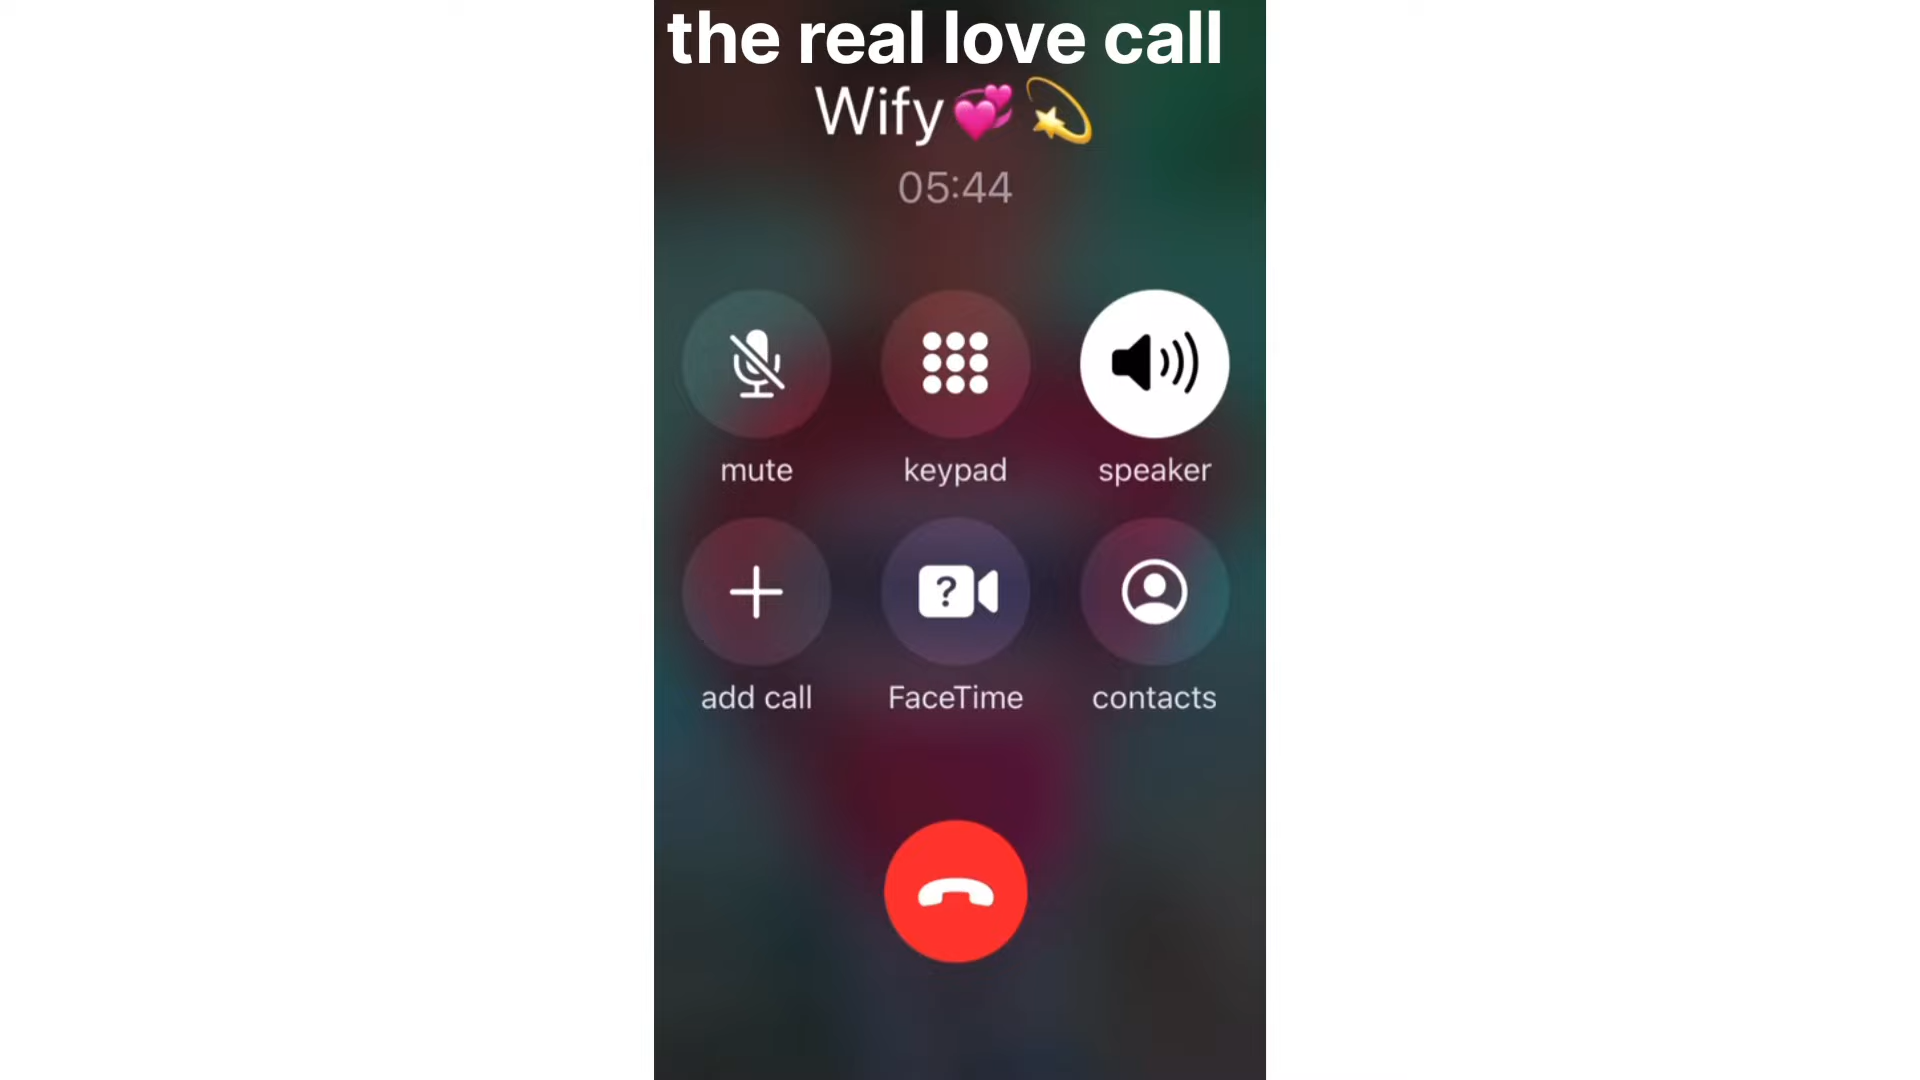 the real love call
Wify💞💫
05:44
mute keypad speaker
?
add call FaceTime contacts